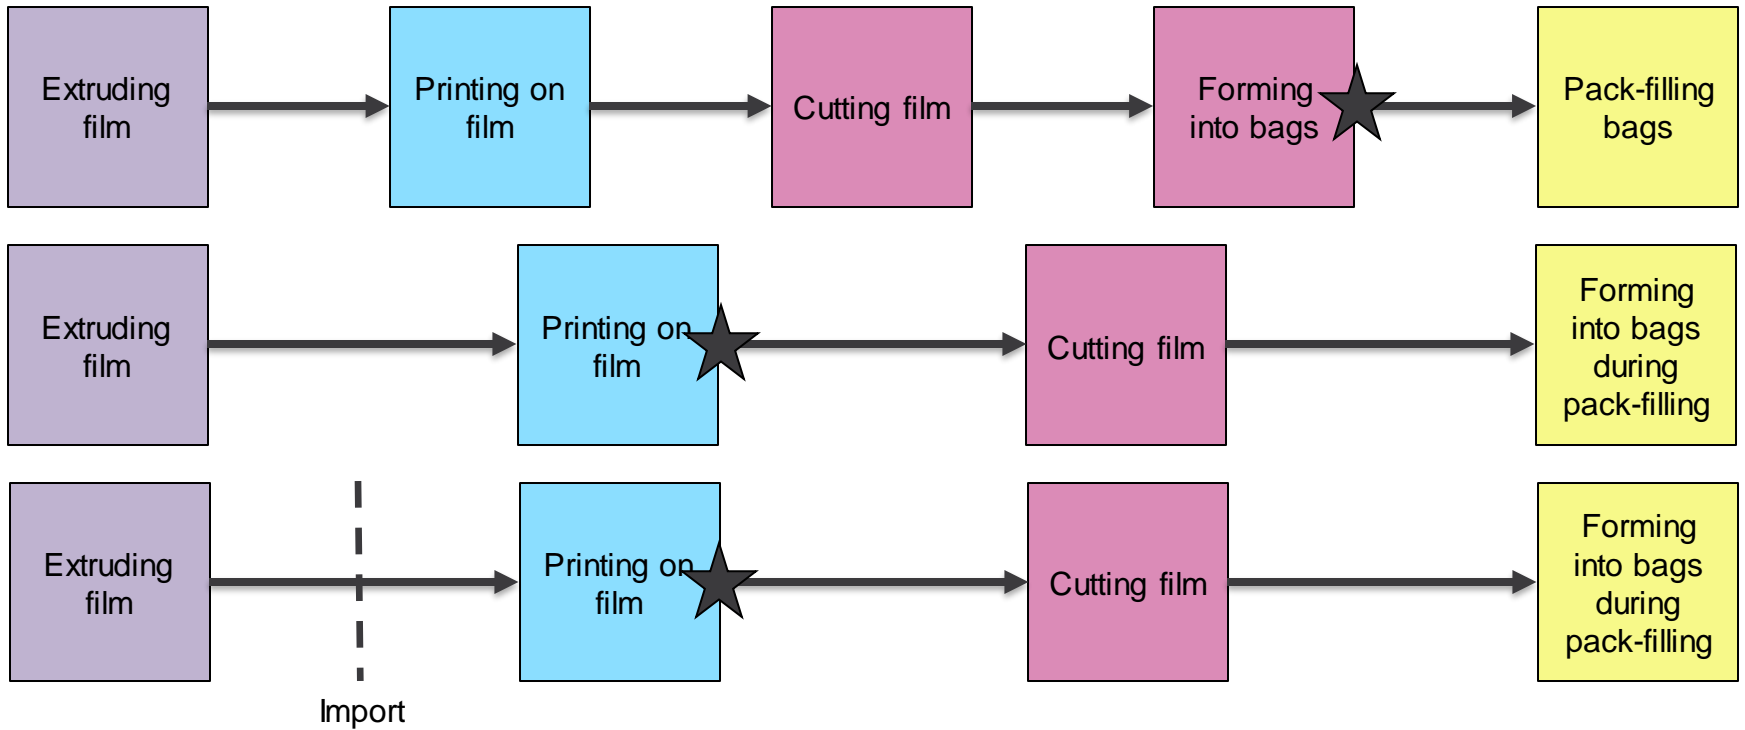 Extruding
film
Printing on
film
Cutting film
Forming
into bags
Pack-filling
bags
Extruding
film
Printing on
film
Cutting film
Forming
into bags
during
pack-filling
Extruding
film
Printing on
film
Cutting film
Forming
into bags
during
pack-filling
Import